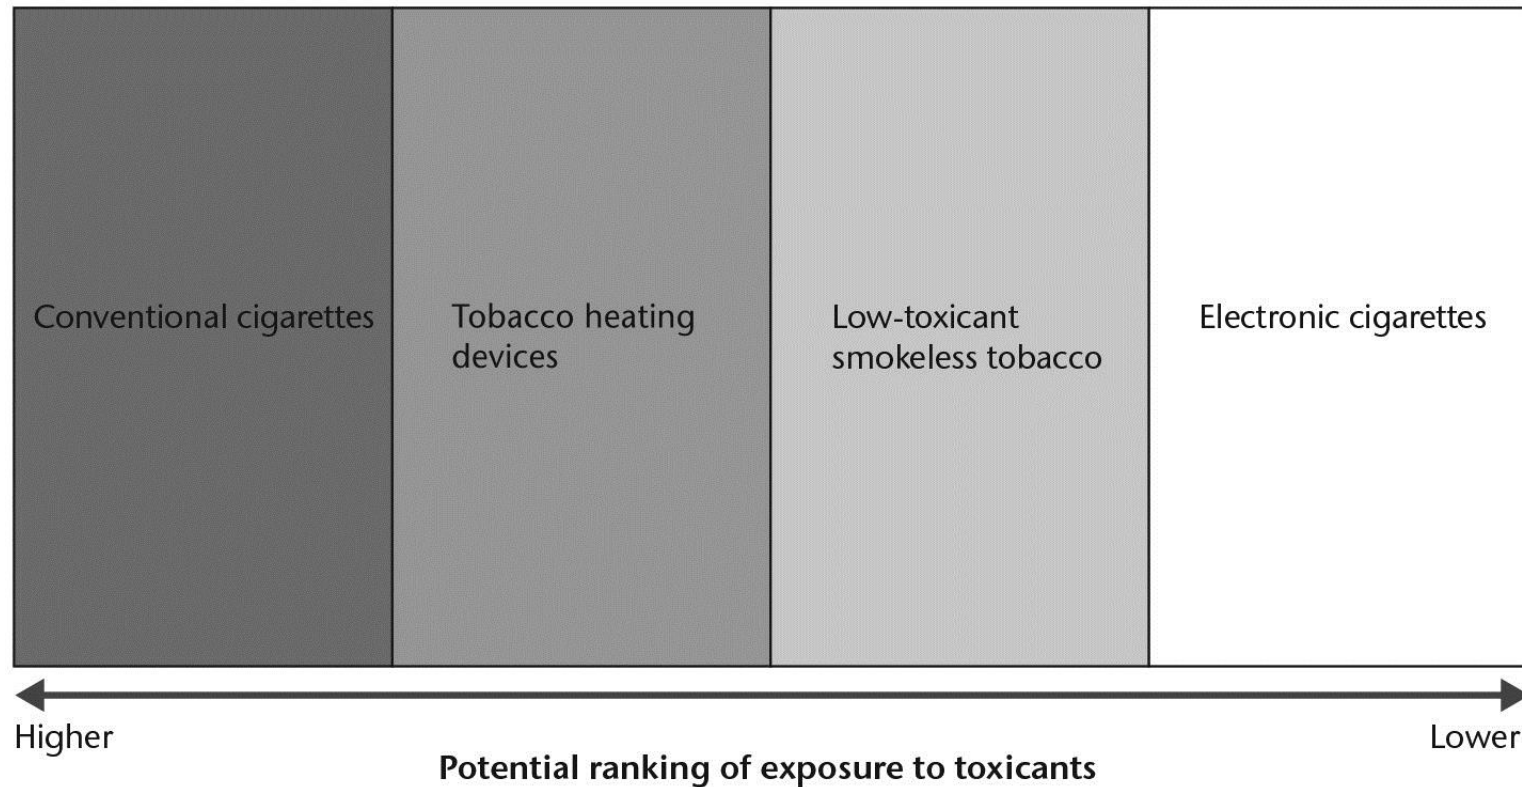 Conventional cigarettes
Tobacco heating
devices
Low-toxicant
smokeless tobacco
Electronic cigarettes
Higher
Lower
Potential ranking of exposure to toxicants